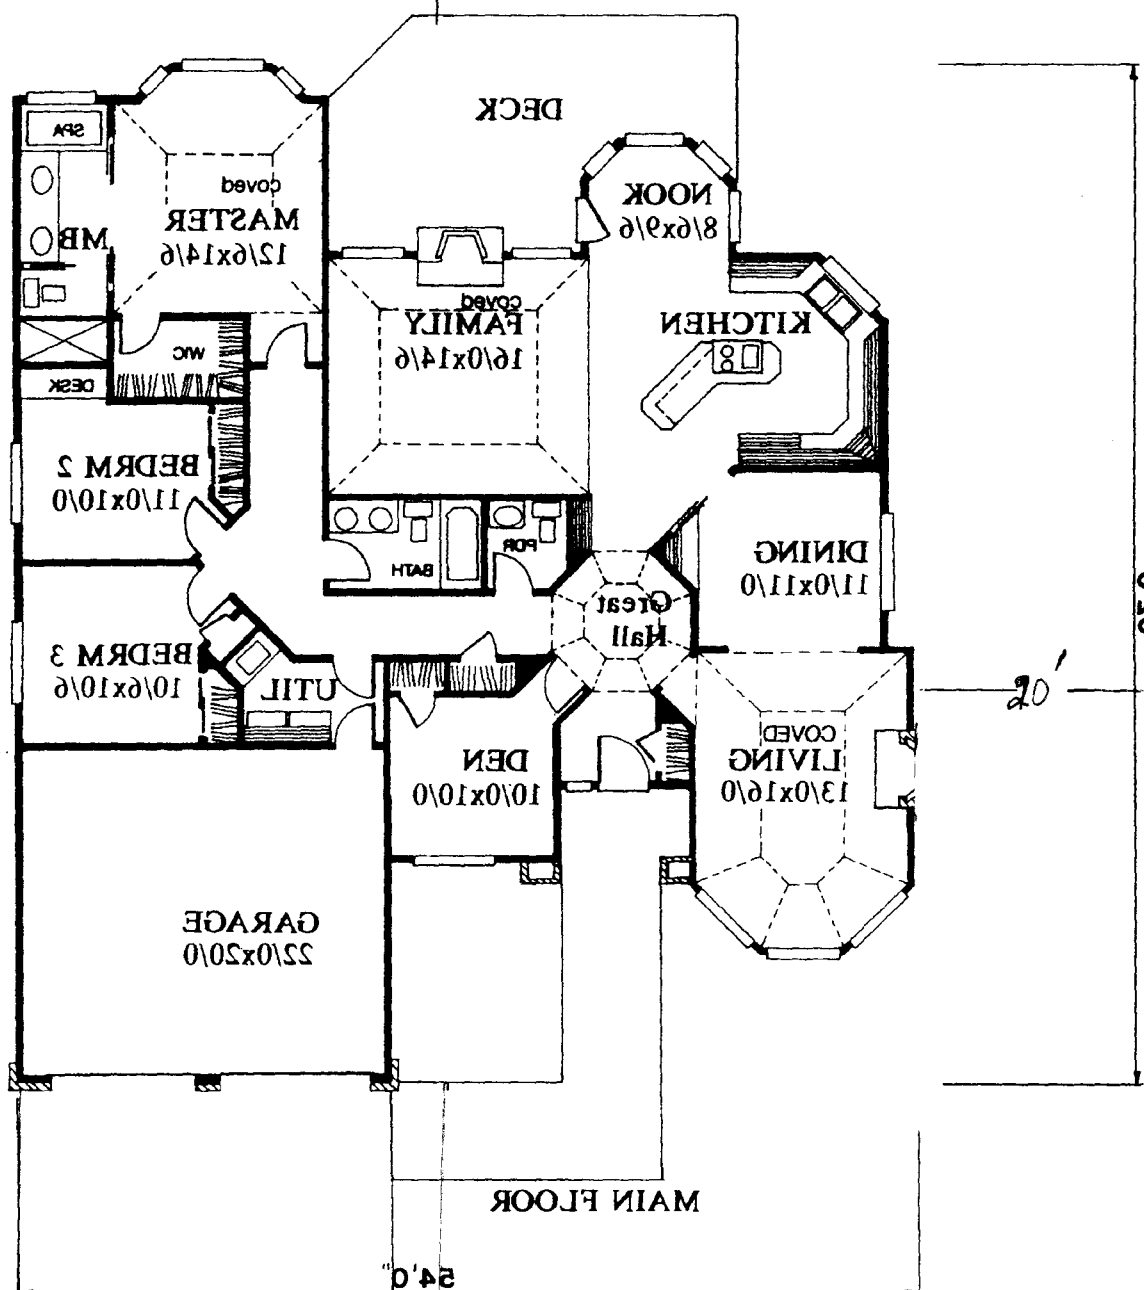 DECK
SPA
coved
MASTER
12/6x14/6
MB
NOOK
8/6x9/6
coved
FAMILY
16/0x14/6
KITCHEN
WIC
DESK
BEDRM 2
11/0x10/0
BATH
PDR
DINING
11/0x11/0
Great
Hall
BEDRM 3
10/6x10/6
UTIL
20'
COVED
LIVING
13/0x16/0
DEN
10/0x10/0
GARAGE
22/0x20/0
MAIN FLOOR
54'0"